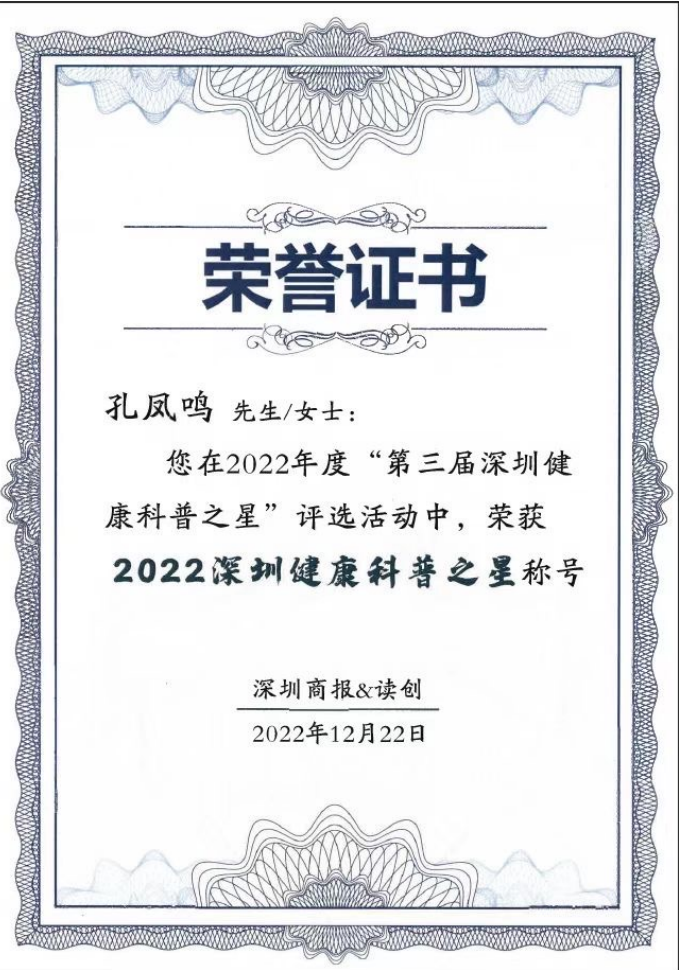 荣誉证书
孔凤鸣 先生/女士：
您在2022年度“第三届深圳健
康科普之星”评选活动中，荣获
2022深圳健康科普之星称号
深圳商报&读创
2022年12月22日